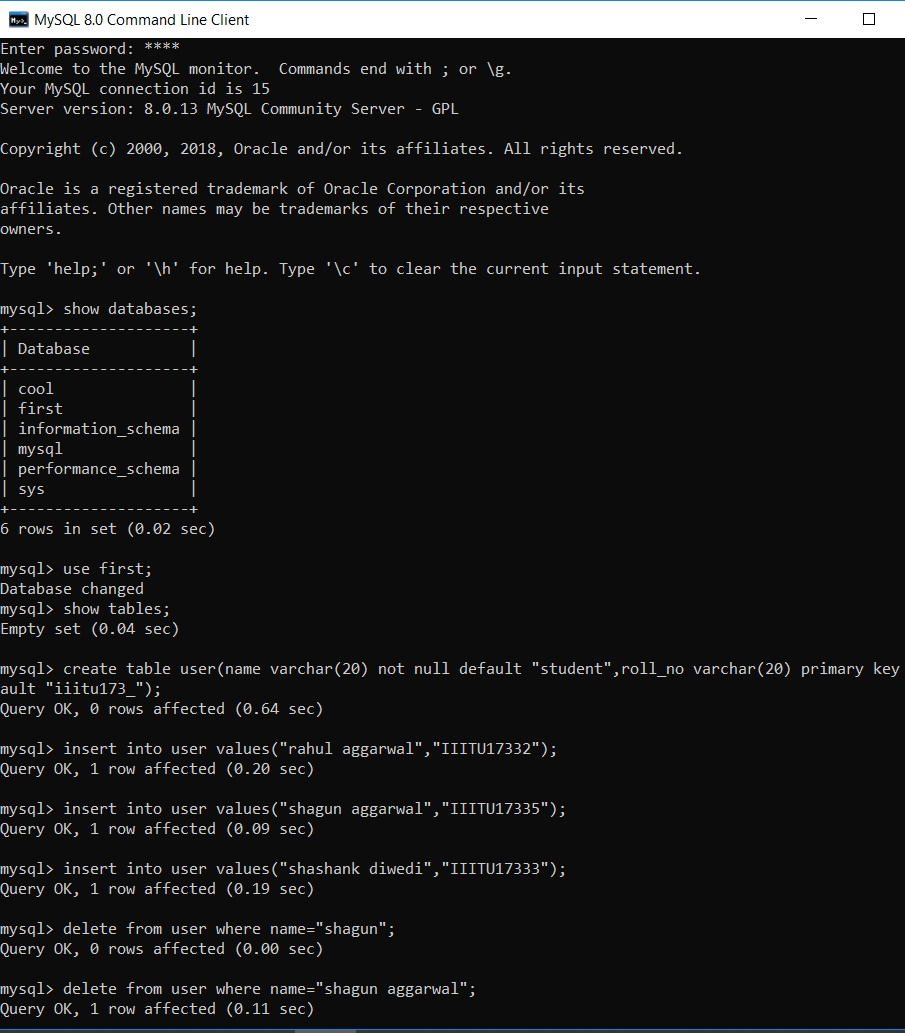 MySQL 8.0 Command Line Client
Enter password: ****
Welcome to the MySQL monitor.  Commands end with ; or \g.
Your MySQL connection id is 15
Server version: 8.0.13 MySQL Community Server - GPL

Copyright (c) 2000, 2018, Oracle and/or its affiliates. All rights reserved.

Oracle is a registered trademark of Oracle Corporation and/or its
affiliates. Other names may be trademarks of their respective
owners.

Type 'help;' or '\h' for help. Type '\c' to clear the current input statement.

mysql> show databases;
+--------------------+
| Database           |
+--------------------+
| cool               |
| first              |
| information_schema |
| mysql              |
| performance_schema |
| sys                |
+--------------------+
6 rows in set (0.02 sec)

mysql> use first;
Database changed
mysql> show tables;
Empty set (0.04 sec)

mysql> create table user(name varchar(20) not null default "student",roll_no varchar(20) primary key
ault "iiitu173_");
Query OK, 0 rows affected (0.64 sec)

mysql> insert into user values("rahul aggarwal","IIITU17332");
Query OK, 1 row affected (0.20 sec)

mysql> insert into user values("shagun aggarwal","IIITU17335");
Query OK, 1 row affected (0.09 sec)

mysql> insert into user values("shashank diwedi","IIITU17333");
Query OK, 1 row affected (0.19 sec)

mysql> delete from user where name="shagun";
Query OK, 0 rows affected (0.00 sec)

mysql> delete from user where name="shagun aggarwal";
Query OK, 1 row affected (0.11 sec)